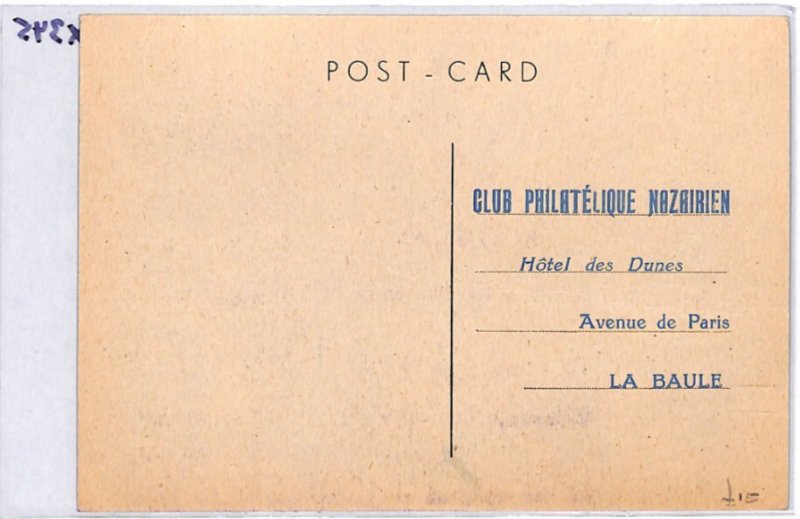 POST - CARD
CLUB PHILATÉLIQUE NAZAIRIEN
Hôtel des Dunes
Avenue de Paris
LA BAULE